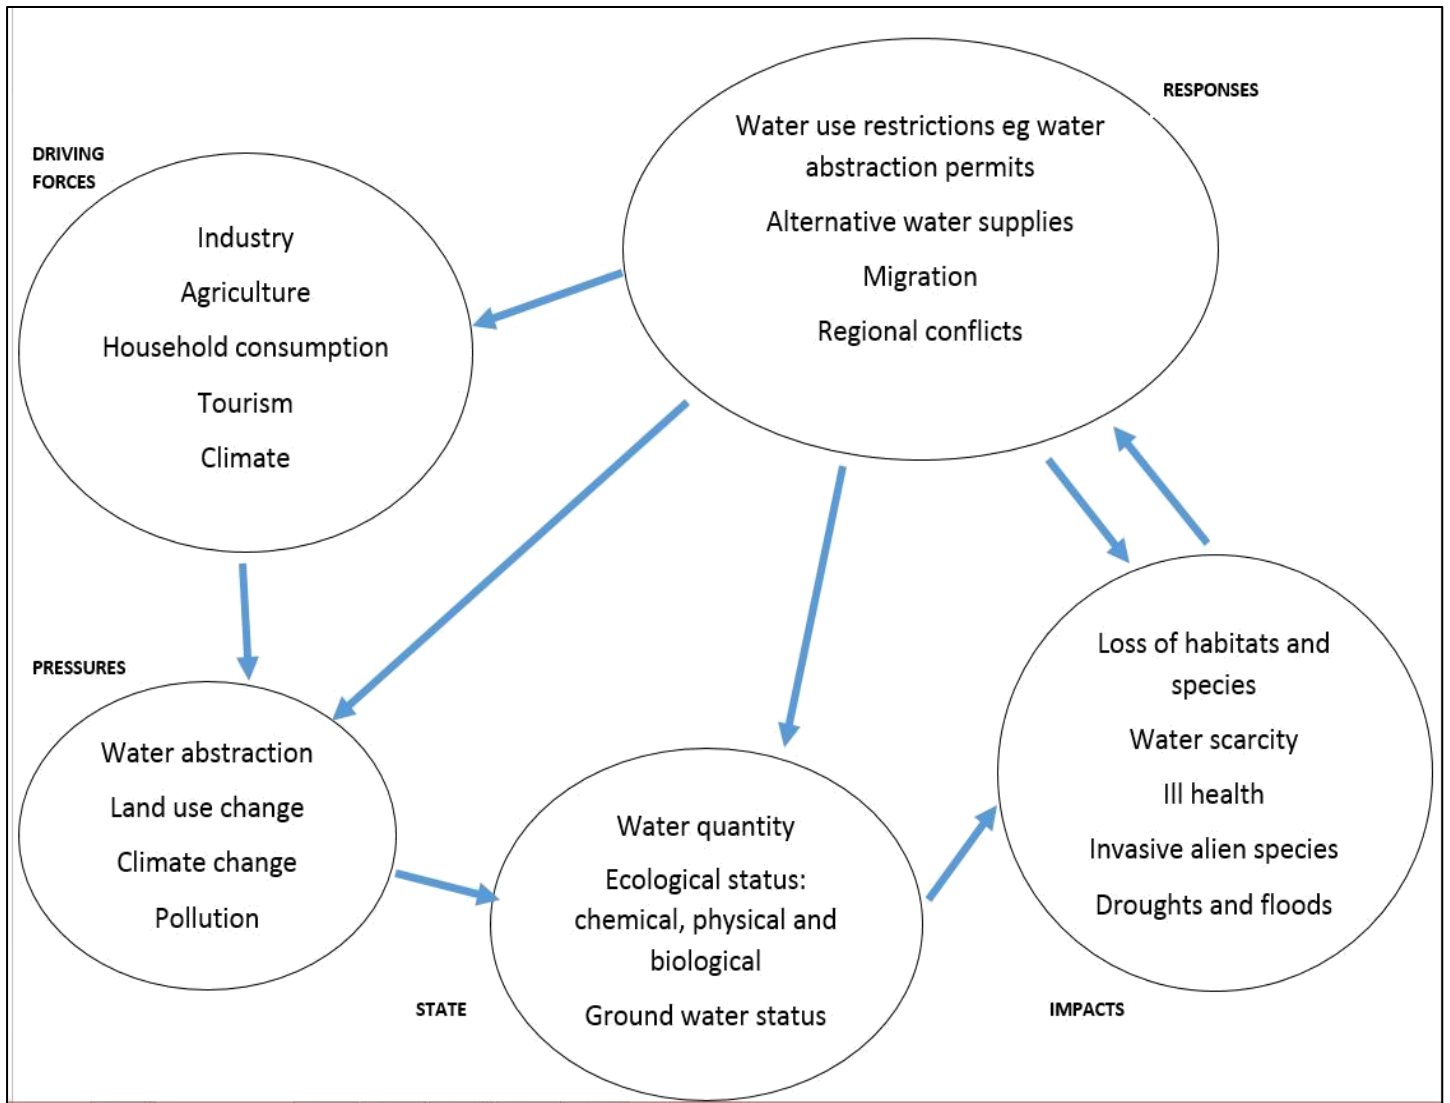 RESPONSES
Water use restrictions eg water
abstraction permits
Alternative water supplies
Migration
Regional conflicts
DRIVING
FORCES
Industry
Agriculture
Household consumption
Tourism
Climate
PRESSURES
Water abstraction
Land use change
Climate change
Pollution
STATE
Water quantity
Ecological status:
chemical, physical and
biological
Ground water status
IMPACTS
Loss of habitats and
species
Water scarcity
Ill health
Invasive alien species
Droughts and floods